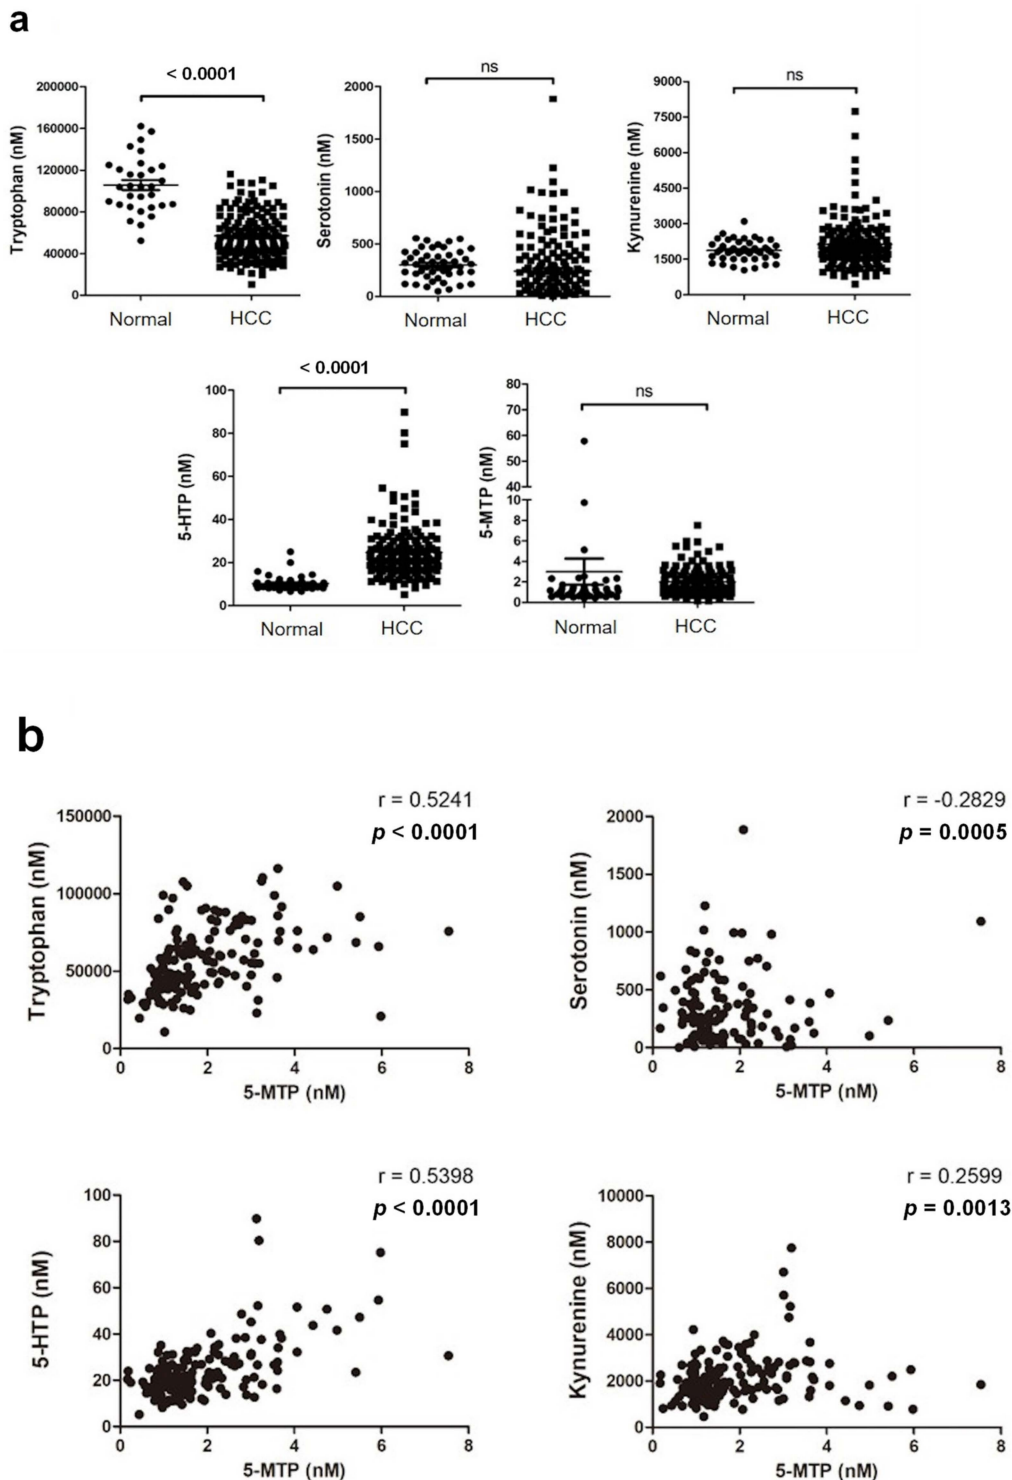 a
< 0.0001
200000
160000
120000
80000
40000
0
Tryptophan (nM)
Normal
HCC
ns
2000
1500
1000
500
0
Serotonin (nM)
Normal
HCC
ns
9000
7500
6000
4500
3000
1500
0
Kynurenine (nM)
Normal
HCC
< 0.0001
100
80
60
40
20
0
5-HTP (nM)
Normal
HCC
ns
80
70
60
50
40
10
8
6
4
2
0
5-MTP (nM)
Normal
HCC
b
r = 0.5241
p < 0.0001
150000
100000
50000
0
Tryptophan (nM)
0 2 4 6 8
5-MTP (nM)
r = -0.2829
p = 0.0005
2000
1500
1000
500
0
Serotonin (nM)
0 2 4 6 8
5-MTP (nM)
r = 0.5398
p < 0.0001
100
80
60
40
20
0
5-HTP (nM)
0 2 4 6 8
5-MTP (nM)
r = 0.2599
p = 0.0013
10000
8000
6000
4000
2000
0
Kynurenine (nM)
0 2 4 6 8
5-MTP (nM)